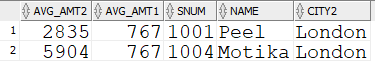 AVG_AMT2 AVG_AMT1 SNUM NAME CITY2
1 2835 767 1001 Peel London
2 5904 767 1004 Motika London